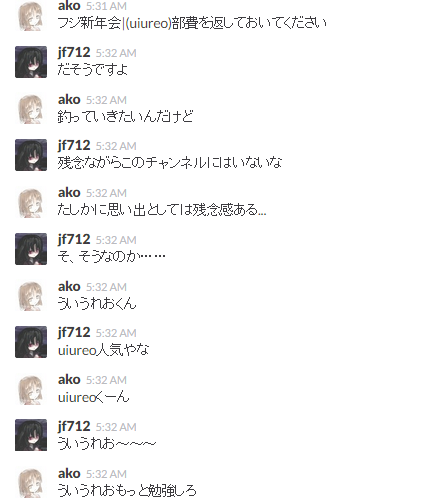 ako 5:31 AM
フジ新年会|(uiureo)部費を返しておいてください
jf712 5:32 AM
だそうですよ
ako 5:32 AM
釣っていきたいんだけど
jf712 5:32 AM
残念ながらこのチャンネルにはいないな
ako 5:32 AM
たしかに思い出としては残念感ある...
jf712 5:32 AM
そ、そうなのか……
ako 5:32 AM
ういうれおくん
jf712 5:32 AM
uiureo人気やな
ako 5:32 AM
uiureoくーん
jf712 5:32 AM
ういうれお～～～
ako 5:32 AM
ういうれおもっと勉強しろ